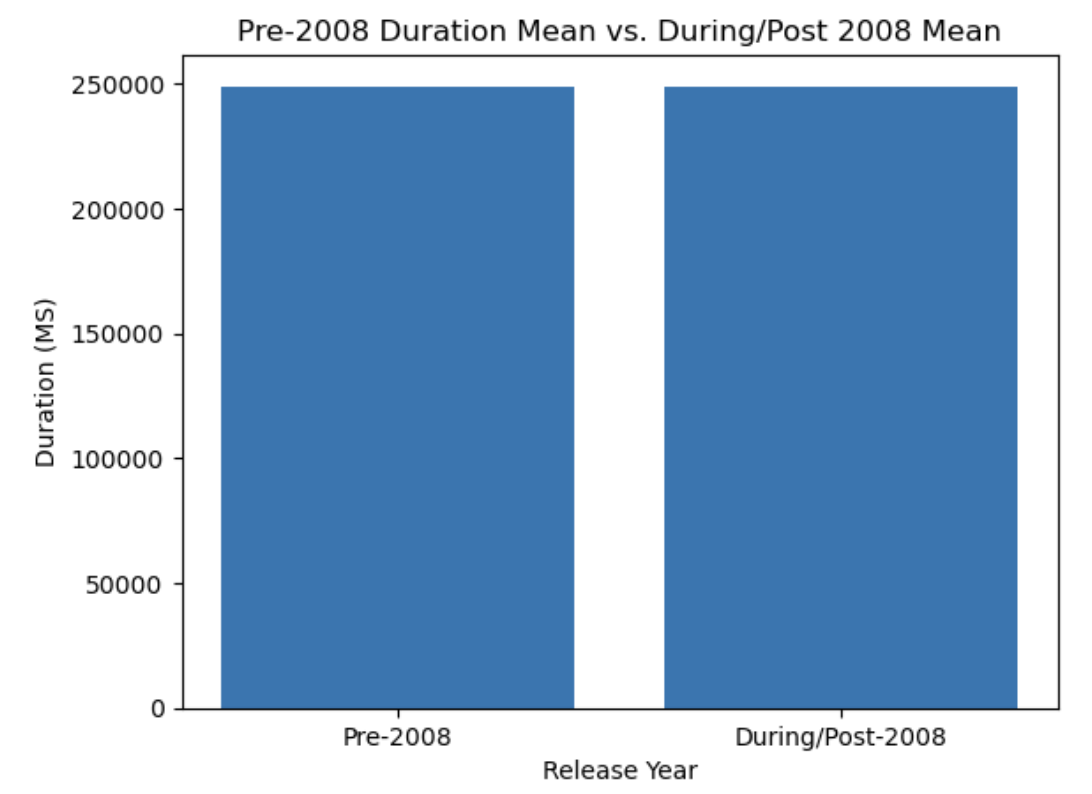 Pre-2008 Duration Mean vs. During/Post 2008 Mean
250000
200000
150000
100000
50000
0
Duration (MS)
Pre-2008
During/Post-2008
Release Year